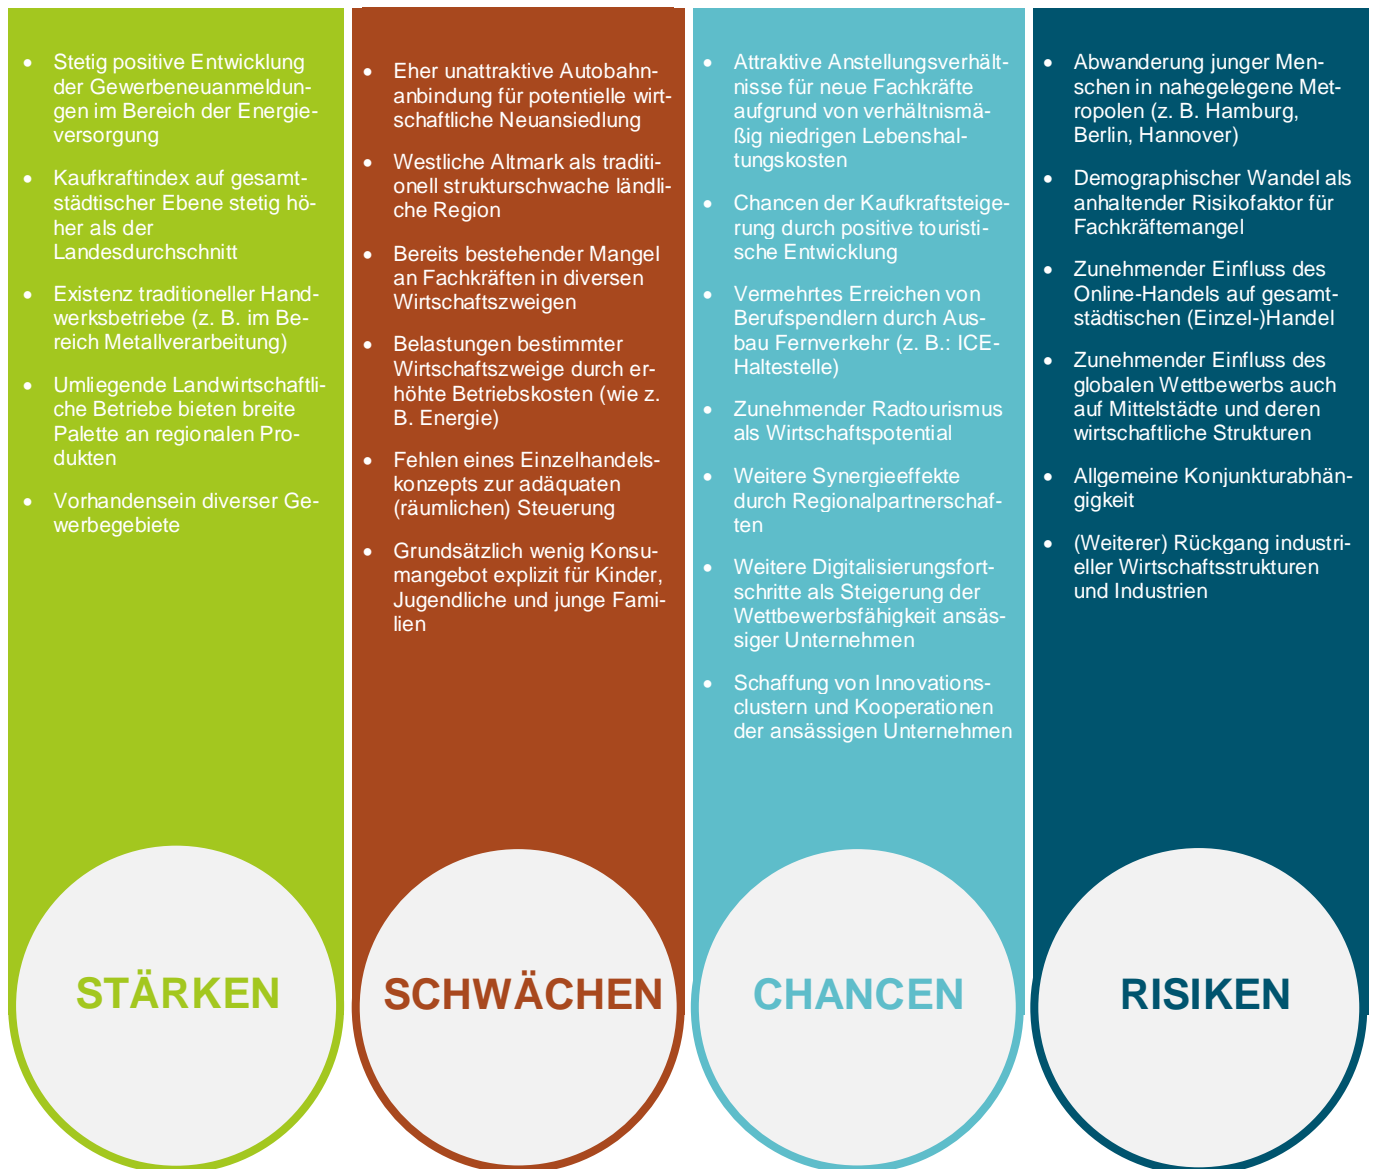 • Stetig positive Entwicklung
der Gewerbeneuanmeldun-
gen im Bereich der Energie-
versorgung
• Kaufkraftindex auf gesamt-
städtischer Ebene stetig hö-
her als der
Landesdurchschnitt
• Existenz traditioneller Hand-
werksbetriebe (z. B. im Be-
reich Metallverarbeitung)
• Umliegende Landwirtschaftli-
che Betriebe bieten breite
Palette an regionalen Pro-
dukten
• Vorhandensein diverser Ge-
werbegebiete
STÄRKEN
• Eher unattraktive Autobahn-
anbindung für potentielle wirt-
schaftliche Neuansiedlung
• Westliche Altmark als traditi-
onell strukturschwache ländli-
che Region
• Bereits bestehender Mangel
an Fachkräften in diversen
Wirtschaftszweigen
• Belastungen bestimmter
Wirtschaftszweige durch er-
höhte Betriebskosten (wie z.
B. Energie)
• Fehlen eines Einzelhandels-
konzepts zur adäquaten
(räumlichen) Steuerung
• Grundsätzlich wenig Konsu-
mangebot explizit für Kinder,
Jugendliche und junge Fami-
lien
SCHWÄCHEN
• Attraktive Anstellungsverhält-
nisse für neue Fachkräfte
aufgrund von verhältnismä-
ßig niedrigen Lebenshal-
tungskosten
• Chancen der Kaufkraftsteige-
rung durch positive touristi-
sche Entwicklung
• Vermehrtes Erreichen von
Berufspendlern durch Aus-
bau Fernverkehr (z. B.: ICE-
Haltestelle)
• Zunehmender Radtourismus
als Wirtschaftspotential
• Weitere Synergieeffekte
durch Regionalpartnerschaf-
ten
• Weitere Digitalisierungsfort-
schritte als Steigerung der
Wettbewerbsfähigkeit ansäs-
siger Unternehmen
• Schaffung von Innovations-
clustern und Kooperationen
der ansässigen Unternehmen
CHANCEN
• Abwanderung junger Men-
schen in nahegelegene Met-
ropolen (z. B. Hamburg,
Berlin, Hannover)
• Demographischer Wandel als
anhaltender Risikofaktor für
Fachkräftemangel
• Zunehmender Einfluss des
Online-Handels auf gesamt-
städtischen (Einzel-)Handel
• Zunehmender Einfluss des
globalen Wettbewerbs auch
auf Mittelstädte und deren
wirtschaftliche Strukturen
• Allgemeine Konjunkturabhän-
gigkeit
• (Weiterer) Rückgang industri-
eller Wirtschaftsstrukturen
und Industrien
RISIKEN